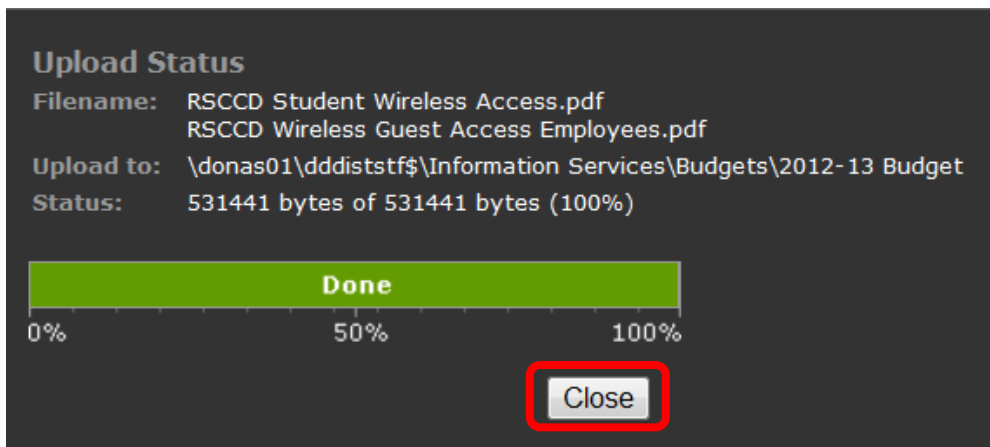 Upload Status
Filename: RSCCD Student Wireless Access.pdf
RSCCD Wireless Guest Access Employees.pdf
Upload to: \donas01\dddiststf$\Information Services\Budgets\2012-13 Budget
Status: 531441 bytes of 531441 bytes (100%)
Done
0% 50% 100%
Close